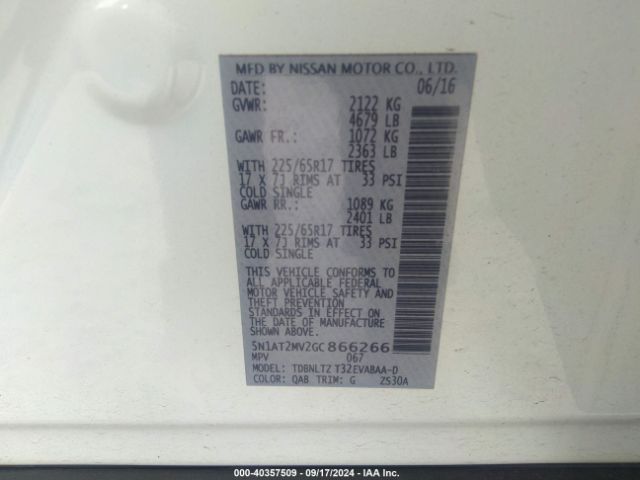 MFD BY NISSAN MOTOR CO., LTD.
DATE: 06/16
GVWR: 2122 KG
4679 LB
GAWR FR.: 1072 KG
2363 LB
WITH 225/65R17 TIRES
17 X 7J RIMS AT 33 PSI
COLD SINGLE
GAWR RR.: 1089 KG
2401 LB
WITH 225/65R17 TIRES
17 X 7J RIMS AT 33 PSI
COLD SINGLE
THIS VEHICLE CONFORMS TO
ALL APPLICABLE FEDERAL
MOTOR VEHICLE SAFETY AND
THEFT PREVENTION
STANDARDS IN EFFECT ON
THE DATE OF MANUFACTURE
SHOWN ABOVE.
5N1AT2MV2GC866266
MPV 067
MODEL: TDBNLTZ T32EVABAA-D
COLOR: QAB TRIM: G ZS30A
000-40357509 - 09/17/2024 - IAA Inc.